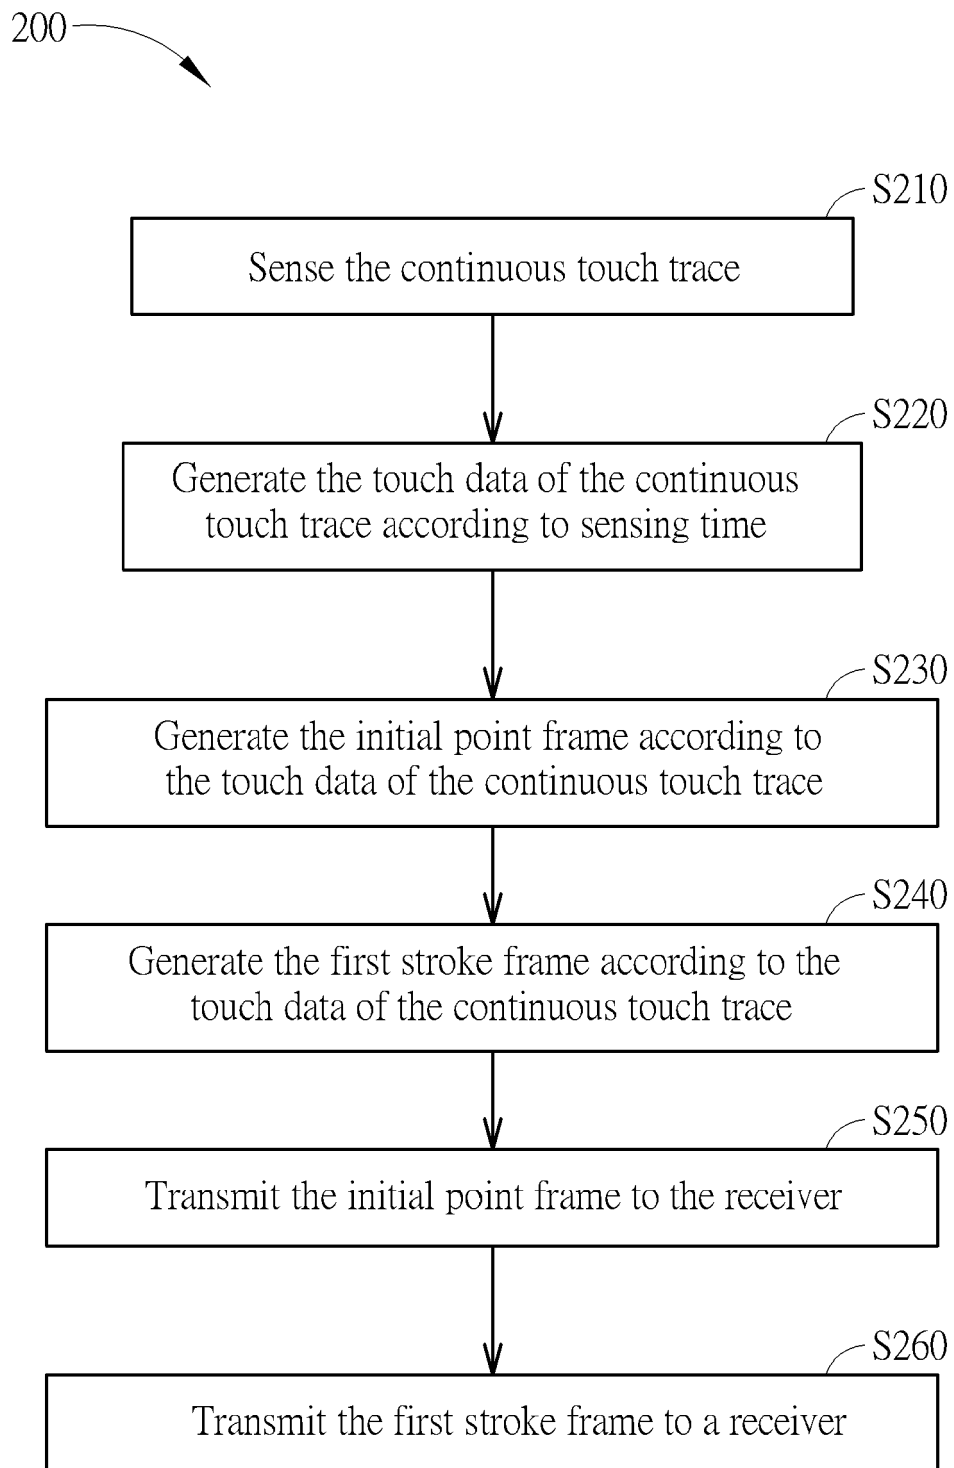 200
S210
Sense the continuous touch trace
S220
Generate the touch data of the continuous
touch trace according to sensing time
S230
Generate the initial point frame according to
the touch data of the continuous touch trace
S240
Generate the first stroke frame according to the
touch data of the continuous touch trace
S250
Transmit the initial point frame to the receiver
S260
Transmit the first stroke frame to a receiver